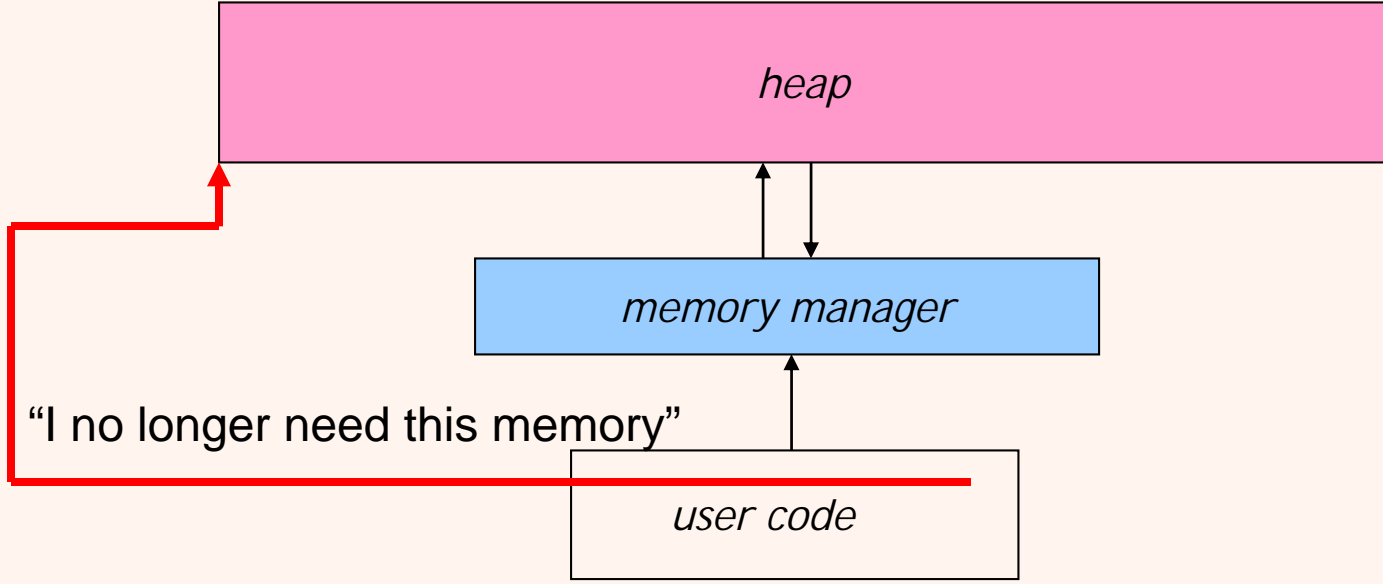 heap
memory manager
“I no longer need this memory”
user code